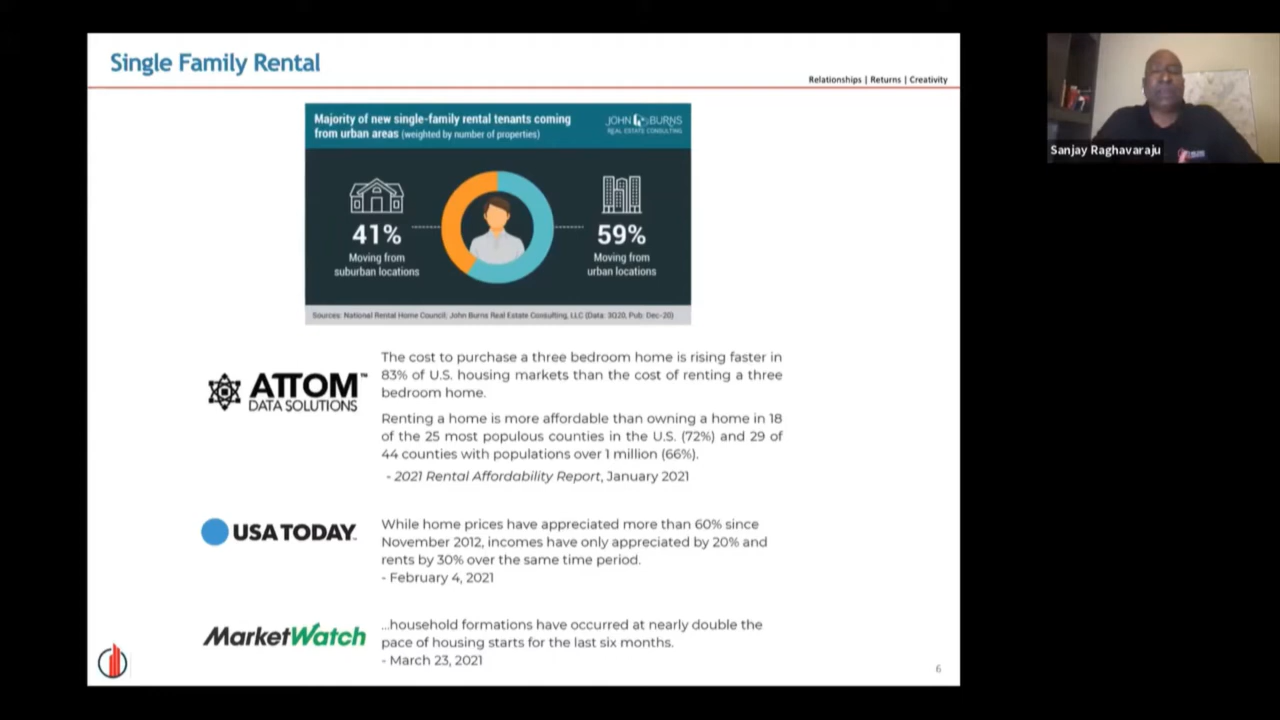 Single Family Rental
Relationships | Returns | Creativity
Majority of new single-family rental tenants coming
from urban areas (weighted by number of properties)
JOHN BURNS
REAL ESTATE CONSULTING
41%
Moving from
suburban locations
59%
Moving from
urban locations
Sources: National Rental Home Council; John Burns Real Estate Consulting, LLC (Data: 3Q20, Pub: Dec-20)
ATTOM™
DATA SOLUTIONS
The cost to purchase a three bedroom home is rising faster in
83% of U.S. housing markets than the cost of renting a three
bedroom home.
Renting a home is more affordable than owning a home in 18
of the 25 most populous counties in the U.S. (72%) and 29 of
44 counties with populations over 1 million (66%).
- 2021 Rental Affordability Report, January 2021
USA TODAY
While home prices have appreciated more than 60% since
November 2012, incomes have only appreciated by 20% and
rents by 30% over the same time period.
- February 4, 2021
MarketWatch
...household formations have occurred at nearly double the
pace of housing starts for the last six months.
- March 23, 2021
6
Sanjay Raghavaraju